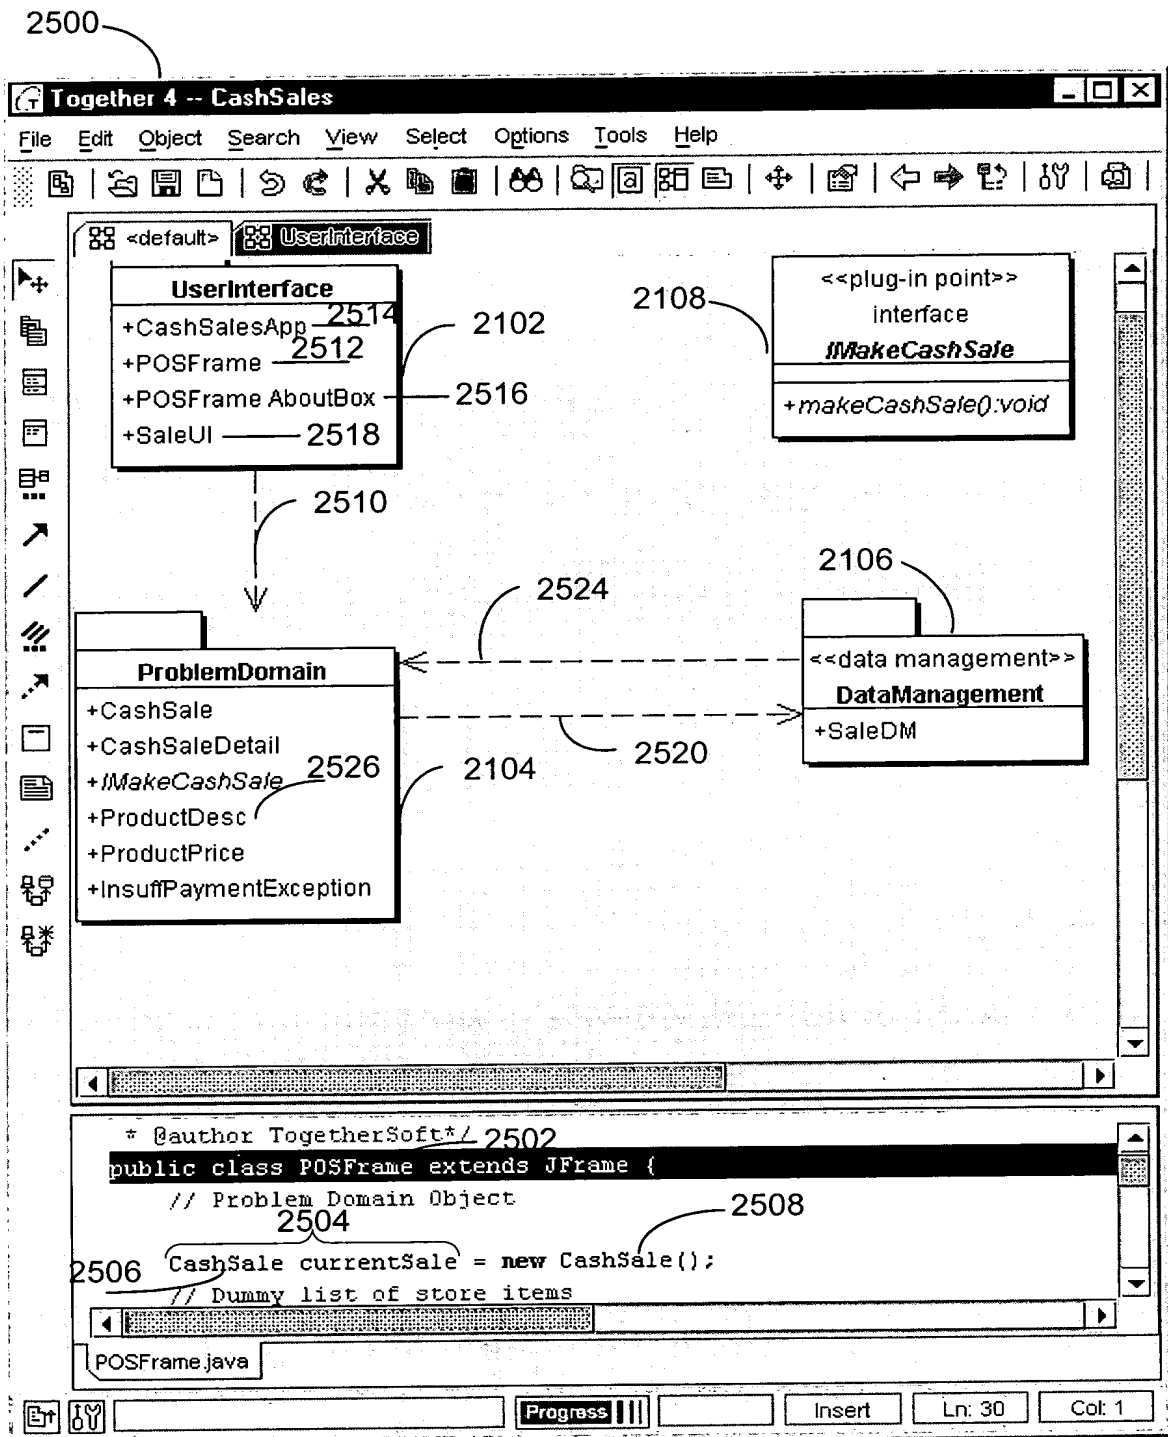 2500
Together 4 -- CashSales
File Edit Object Search View Select Options Tools Help
<default> UserInterface
UserInterface
+CashSalesApp 2514
+POSFrame 2512
+POSFrame AboutBox 2516
+SaleUI 2518
2102
2108
<<plug-in point>>
interface
IMakeCashSale
+makeCashSale():void
2510
2524
2106
ProblemDomain
+CashSale
+CashSaleDetail
+IMakeCashSale
2526
+ProductDesc
+ProductPrice
+InsuffPaymentException
2104
2520
<<data management>>
DataManagement
+SaleDM
* @author TogetherSoft*/ 2502
public class POSFrame extends JFrame {
// Problem Domain Object
2504
2508
CashSale currentSale = new CashSale();
2506
// Dummy list of store items
POSFrame.java
Progress Insert Ln: 30 Col: 1